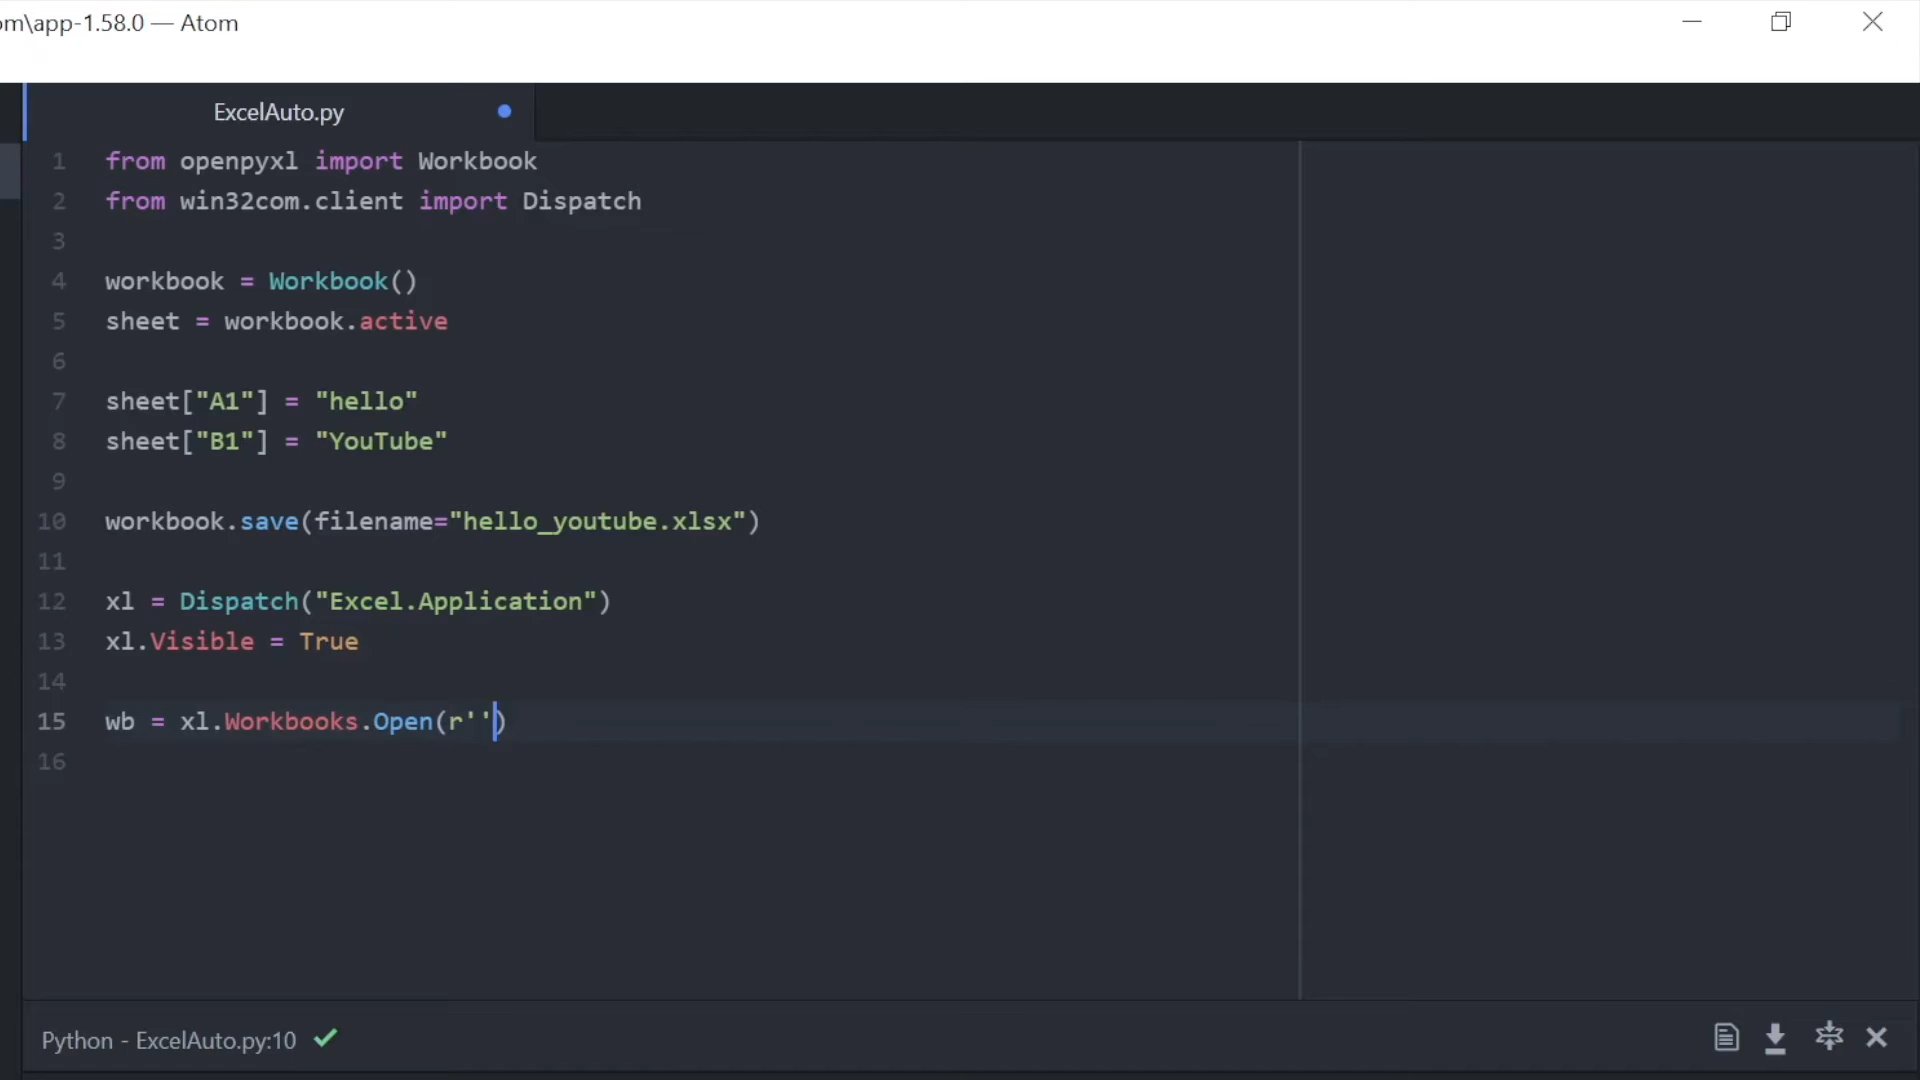 om\app-1.58.0 — Atom
ExcelAuto.py
1 from openpyxl import Workbook
2 from win32com.client import Dispatch
3
4 workbook = Workbook()
5 sheet = workbook.active
6
7 sheet["A1"] = "hello"
8 sheet["B1"] = "YouTube"
9
10 workbook.save(filename="hello_youtube.xlsx")
11
12 xl = Dispatch("Excel.Application")
13 xl.Visible = True
14
15 wb = xl.Workbooks.Open(r'')
16
Python - ExcelAuto.py:10